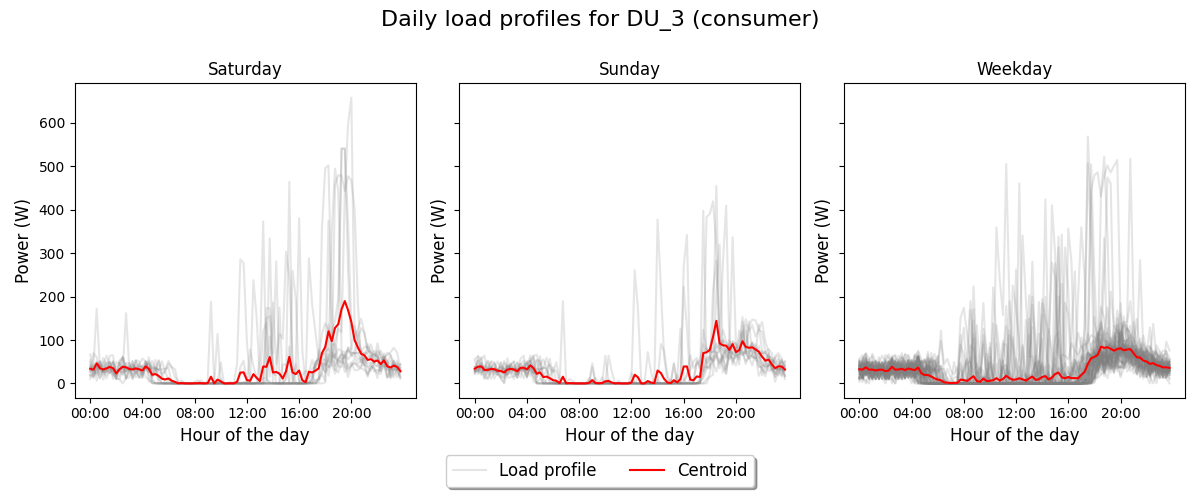 Daily load profiles for DU_3 (consumer)
Saturday
Sunday
Weekday
Power (W)
600
500
400
300
200
100
0
00:00 04:00 08:00 12:00 16:00 20:00
Hour of the day
Power (W)
00:00 04:00 08:00 12:00 16:00 20:00
Hour of the day
Power (W)
00:00 04:00 08:00 12:00 16:00 20:00
Hour of the day
Load profile Centroid